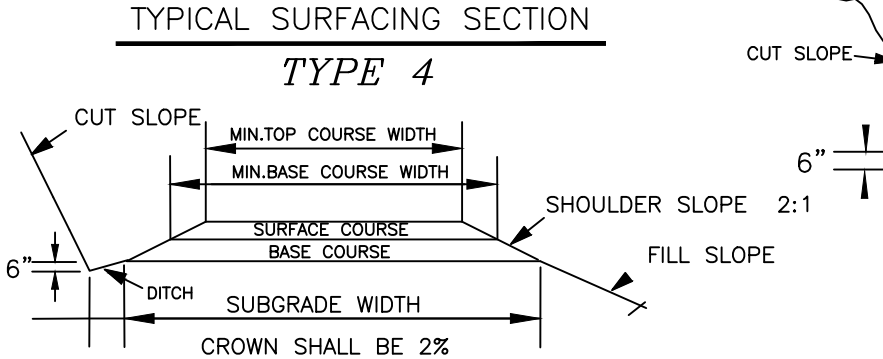 TYPICAL SURFACING SECTION
TYPE 4
CUT SLOPE
CUT SLOPE
MIN.TOP COURSE WIDTH
MIN.BASE COURSE WIDTH
6"
SHOULDER SLOPE 2:1
SURFACE COURSE
BASE COURSE
FILL SLOPE
6"
DITCH
SUBGRADE WIDTH
CROWN SHALL BE 2%